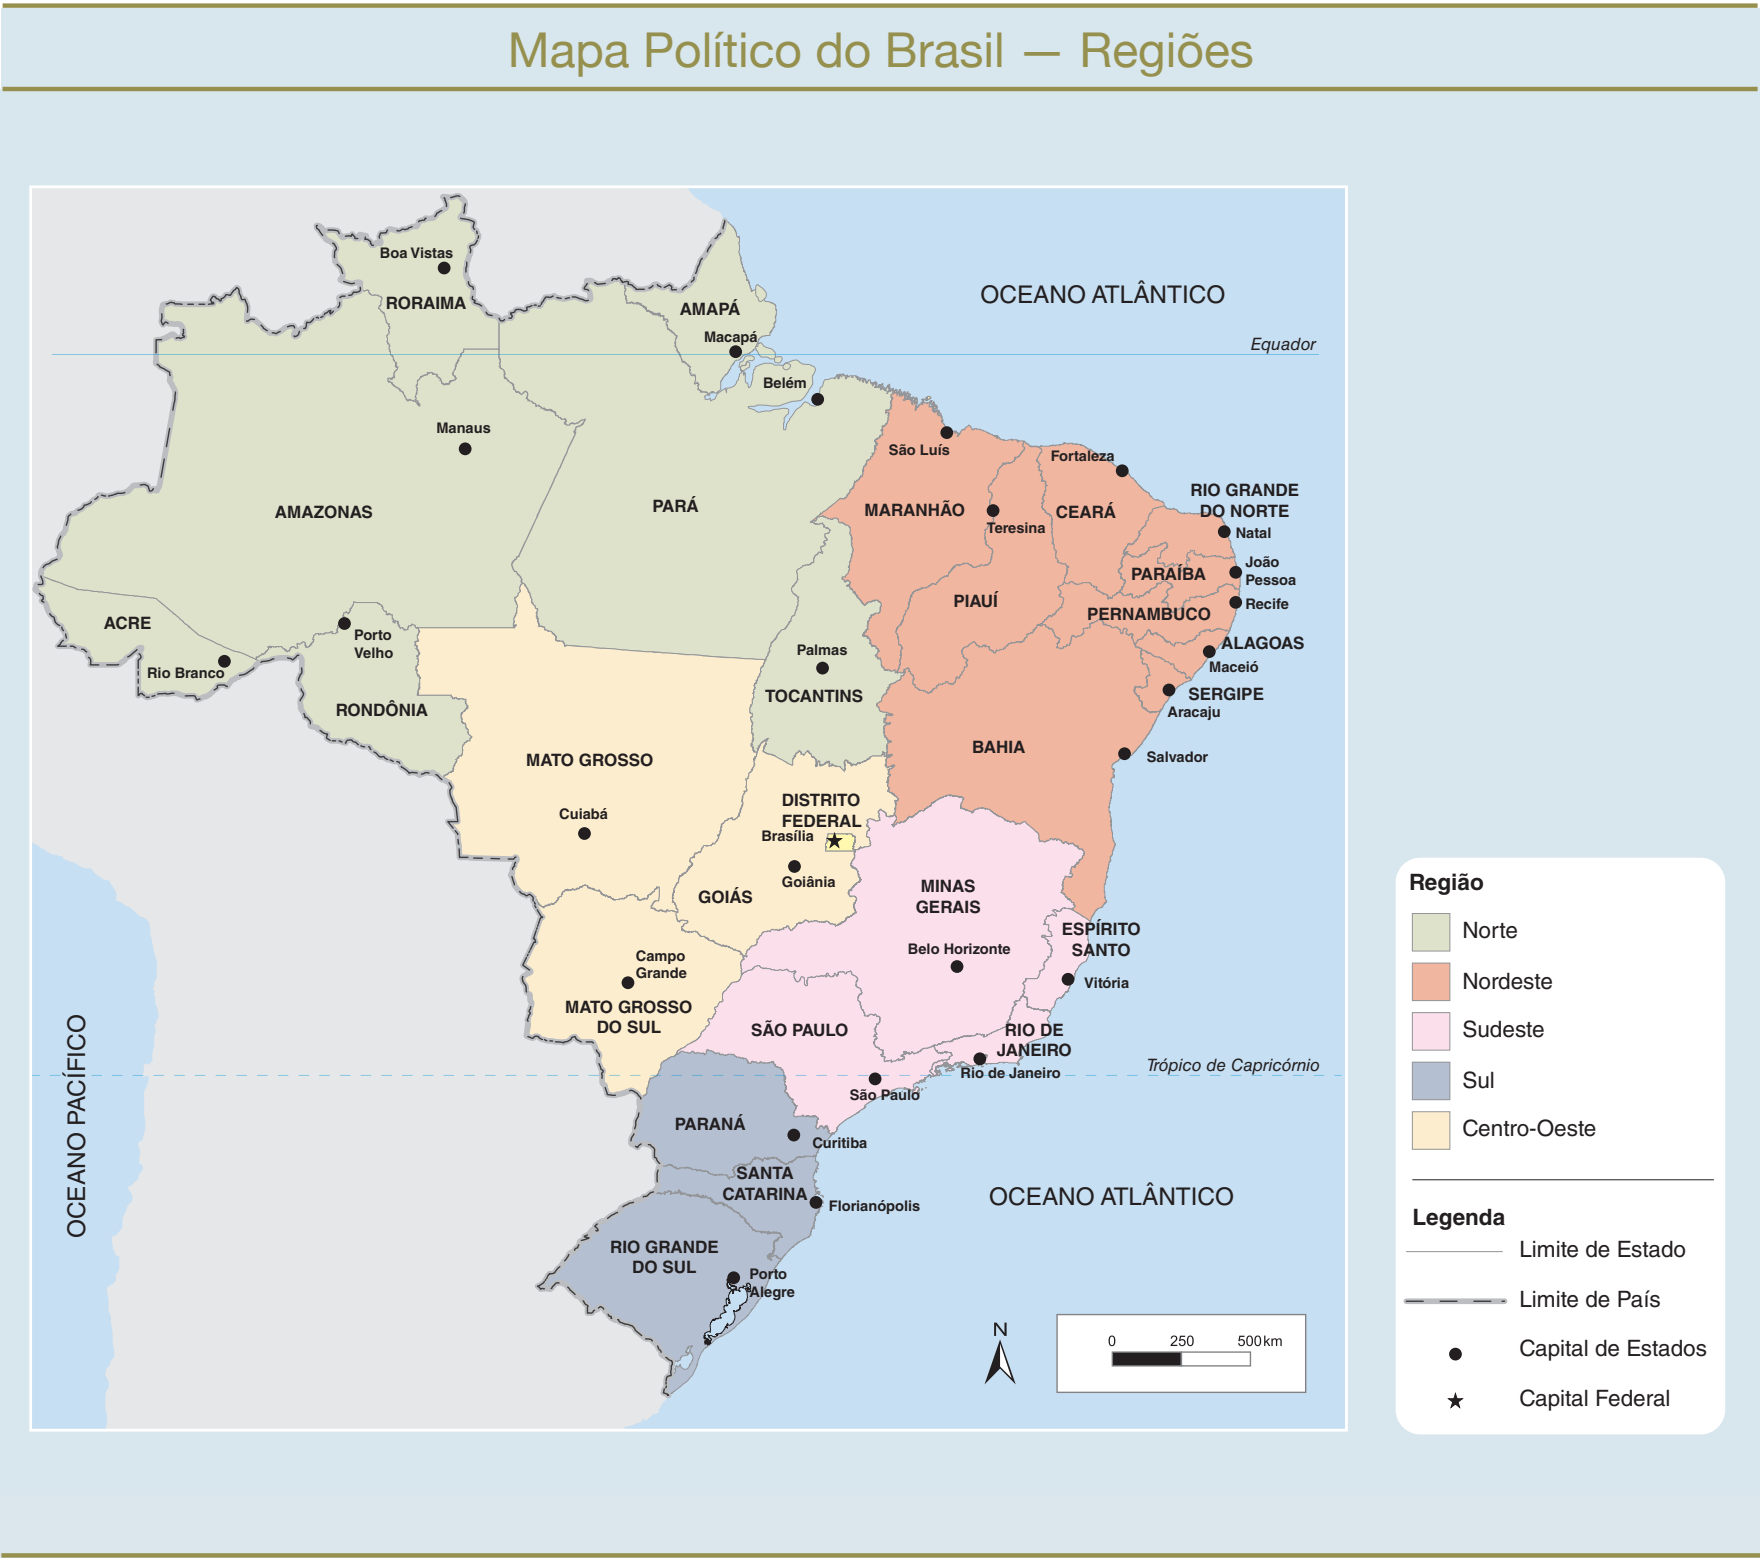 Mapa Político do Brasil — Regiões
Boa Vistas
RORAIMA
AMAPÁ
Macapá
OCEANO ATLÂNTICO
Equador
Belém
Manaus
AMAZONAS
PARÁ
São Luís
MARANHÃO
Teresina
Fortaleza
CEARÁ
RIO GRANDE
DO NORTE
Natal
João
Pessoa
PARAÍBA
Recife
PERNAMBUCO
PIAUÍ
ALAGOAS
Maceió
SERGIPE
Aracaju
ACRE
Rio Branco
Porto
Velho
RONDÔNIA
Palmas
TOCANTINS
BAHIA
Salvador
MATO GROSSO
Cuiabá
DISTRITO
FEDERAL
Brasília
Goiânia
GOIÁS
MINAS
GERAIS
Belo Horizonte
ESPÍRITO
SANTO
Vitória
Campo
Grande
MATO GROSSO
DO SUL
SÃO PAULO
São Paulo
RIO DE
JANEIRO
Rio de Janeiro
Trópico de Capricórnio
OCEANO PACÍFICO
PARANÁ
Curitiba
SANTA
CATARINA
Florianópolis
OCEANO ATLÂNTICO
RIO GRANDE
DO SUL
Porto
Alegre
N
0 250 500km
Região
Norte
Nordeste
Sudeste
Sul
Centro-Oeste
Legenda
Limite de Estado
Limite de País
Capital de Estados
Capital Federal